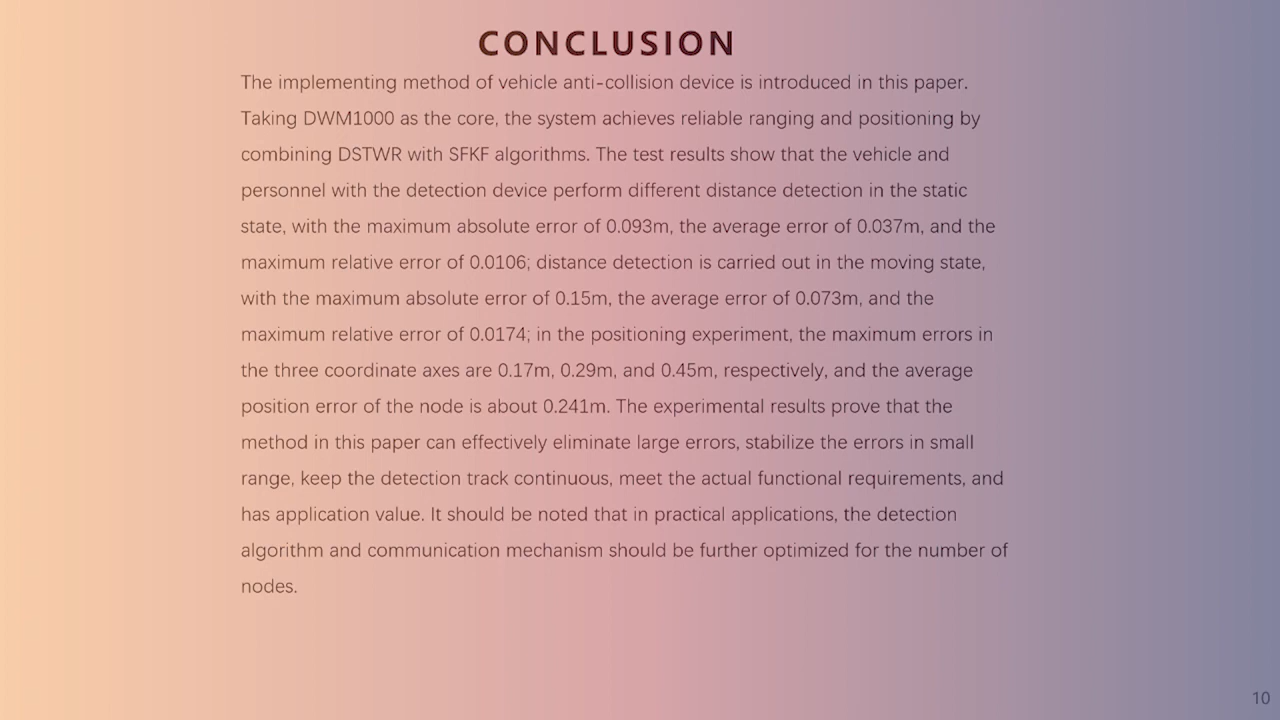 CONCLUSION
The implementing method of vehicle anti-collision device is introduced in this paper.
Taking DWM1000 as the core, the system achieves reliable ranging and positioning by
combining DSTWR with SFKF algorithms. The test results show that the vehicle and
personnel with the detection device perform different distance detection in the static
state, with the maximum absolute error of 0.093m, the average error of 0.037m, and the
maximum relative error of 0.0106; distance detection is carried out in the moving state,
with the maximum absolute error of 0.15m, the average error of 0.073m, and the
maximum relative error of 0.0174; in the positioning experiment, the maximum errors in
the three coordinate axes are 0.17m, 0.29m, and 0.45m, respectively, and the average
position error of the node is about 0.241m. The experimental results prove that the
method in this paper can effectively eliminate large errors, stabilize the errors in small
range, keep the detection track continuous, meet the actual functional requirements, and
has application value. It should be noted that in practical applications, the detection
algorithm and communication mechanism should be further optimized for the number of
nodes.
10